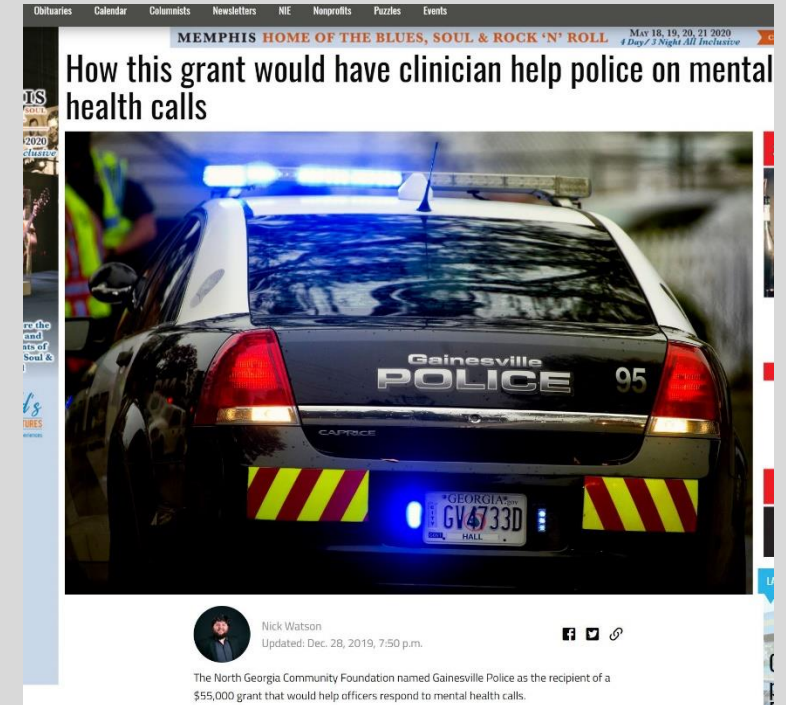 Obituaries Calendar Columnists Newsletters NIE Nonprofits Puzzles Events
MEMPHIS HOME OF THE BLUES, SOUL & ROCK 'N' ROLL
MAY 18, 19, 20, 21 2020
4 Day/ 3 Night All Inclusive
How this grant would have clinician help police on mental
health calls
2020
Soul &
Gainesville
POLICE 95
CAPRICE
GEORGIA.gov
GV4733D
HALL
Nick Watson
Updated: Dec. 28, 2019, 7:50 p.m.
The North Georgia Community Foundation named Gainesville Police as the recipient of a
$55,000 grant that would help officers respond to mental health calls.